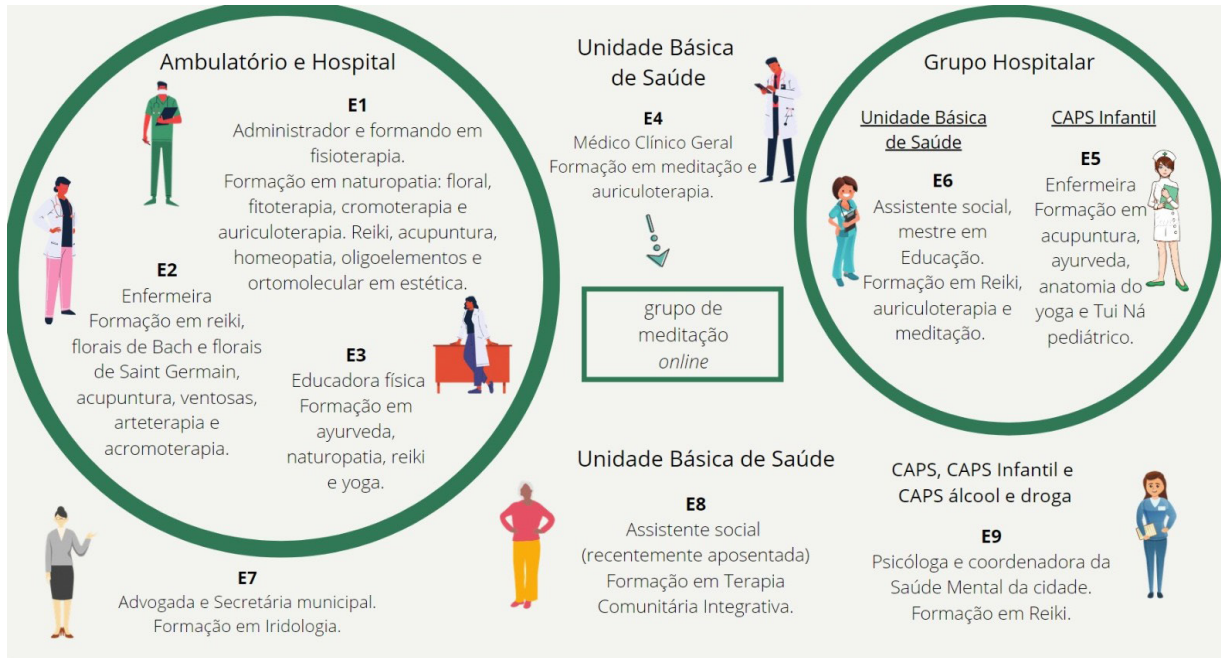 Ambulatório e Hospital
E1
Administrador e formando em
fisioterapia.
Formação em naturopatia: floral,
fitoterapia, cromoterapia e
auriculoterapia. Reiki, acupuntura,
homeopatia, oligoelementos e
ortomolecular em estética.
E2
Enfermeira
Formação em reiki,
florais de Bach e florais
de Saint Germain,
acupuntura, ventosas,
arteterapia e
acromoterapia.
E3
Educadora física
Formação em
ayurveda,
naturopatia, reiki
e yoga.
Unidade Básica
de Saúde
E4
Médico Clínico Geral
Formação em meditação e
auriculoterapia.
grupo de
meditação
online
Grupo Hospitalar
Unidade Básica
de Saúde
E6
Assistente social,
mestre em
Educação.
Formação em Reiki,
auriculoterapia e
meditação.
CAPS Infantil
E5
Enfermeira
Formação em
acupuntura,
ayurveda,
anatomia do
yoga e Tui Ná
pediátrico.
E7
Advogada e Secretária municipal.
Formação em Iridologia.
Unidade Básica de Saúde
E8
Assistente social
(recentemente aposentada)
Formação em Terapia
Comunitária Integrativa.
CAPS, CAPS Infantil e
CAPS álcool e droga
E9
Psicóloga e coordenadora da
Saúde Mental da cidade.
Formação em Reiki.